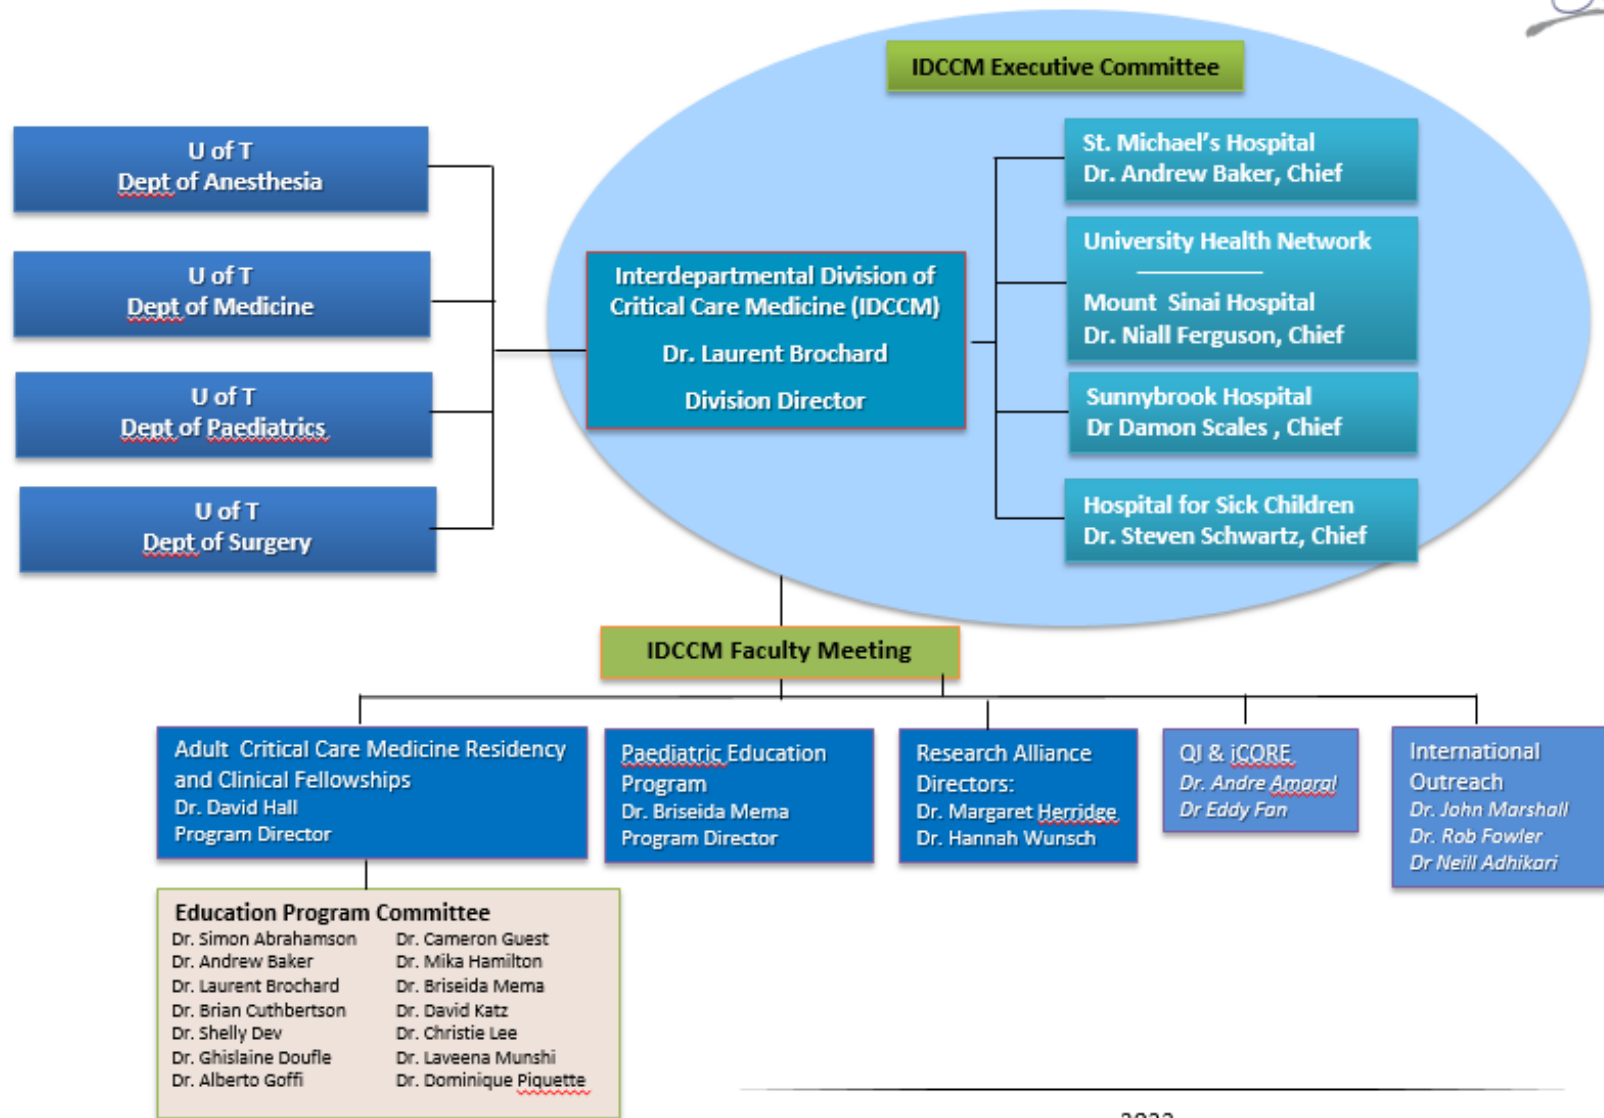 IDCCM Executive Committee
U of T
Dept of Anesthesia
U of T
Dept of Medicine
U of T
Dept of Paediatrics
U of T
Dept of Surgery
Interdepartmental Division of
Critical Care Medicine (IDCCM)
Dr. Laurent Brochard
Division Director
St. Michael's Hospital
Dr. Andrew Baker, Chief
University Health Network
Mount Sinai Hospital
Dr. Niall Ferguson, Chief
Sunnybrook Hospital
Dr Damon Scales , Chief
Hospital for Sick Children
Dr. Steven Schwartz, Chief
IDCCM Faculty Meeting
Adult Critical Care Medicine Residency
and Clinical Fellowships
Dr. David Hall
Program Director
Paediatric Education
Program
Dr. Briseida Mema
Program Director
Research Alliance
Directors:
Dr. Margaret Herridge
Dr. Hannah Wunsch
QI & iCORE
Dr. Andre Amaral
Dr Eddy Fan
International
Outreach
Dr. John Marshall
Dr. Rob Fowler
Dr Neill Adhikari
Education Program Committee
Dr. Simon Abrahamson
Dr. Andrew Baker
Dr. Laurent Brochard
Dr. Brian Cuthbertson
Dr. Shelly Dev
Dr. Ghislaine Doufle
Dr. Alberto Goffi
Dr. Cameron Guest
Dr. Mika Hamilton
Dr. Briseida Mema
Dr. David Katz
Dr. Christie Lee
Dr. Laveena Munshi
Dr. Dominique Piquette